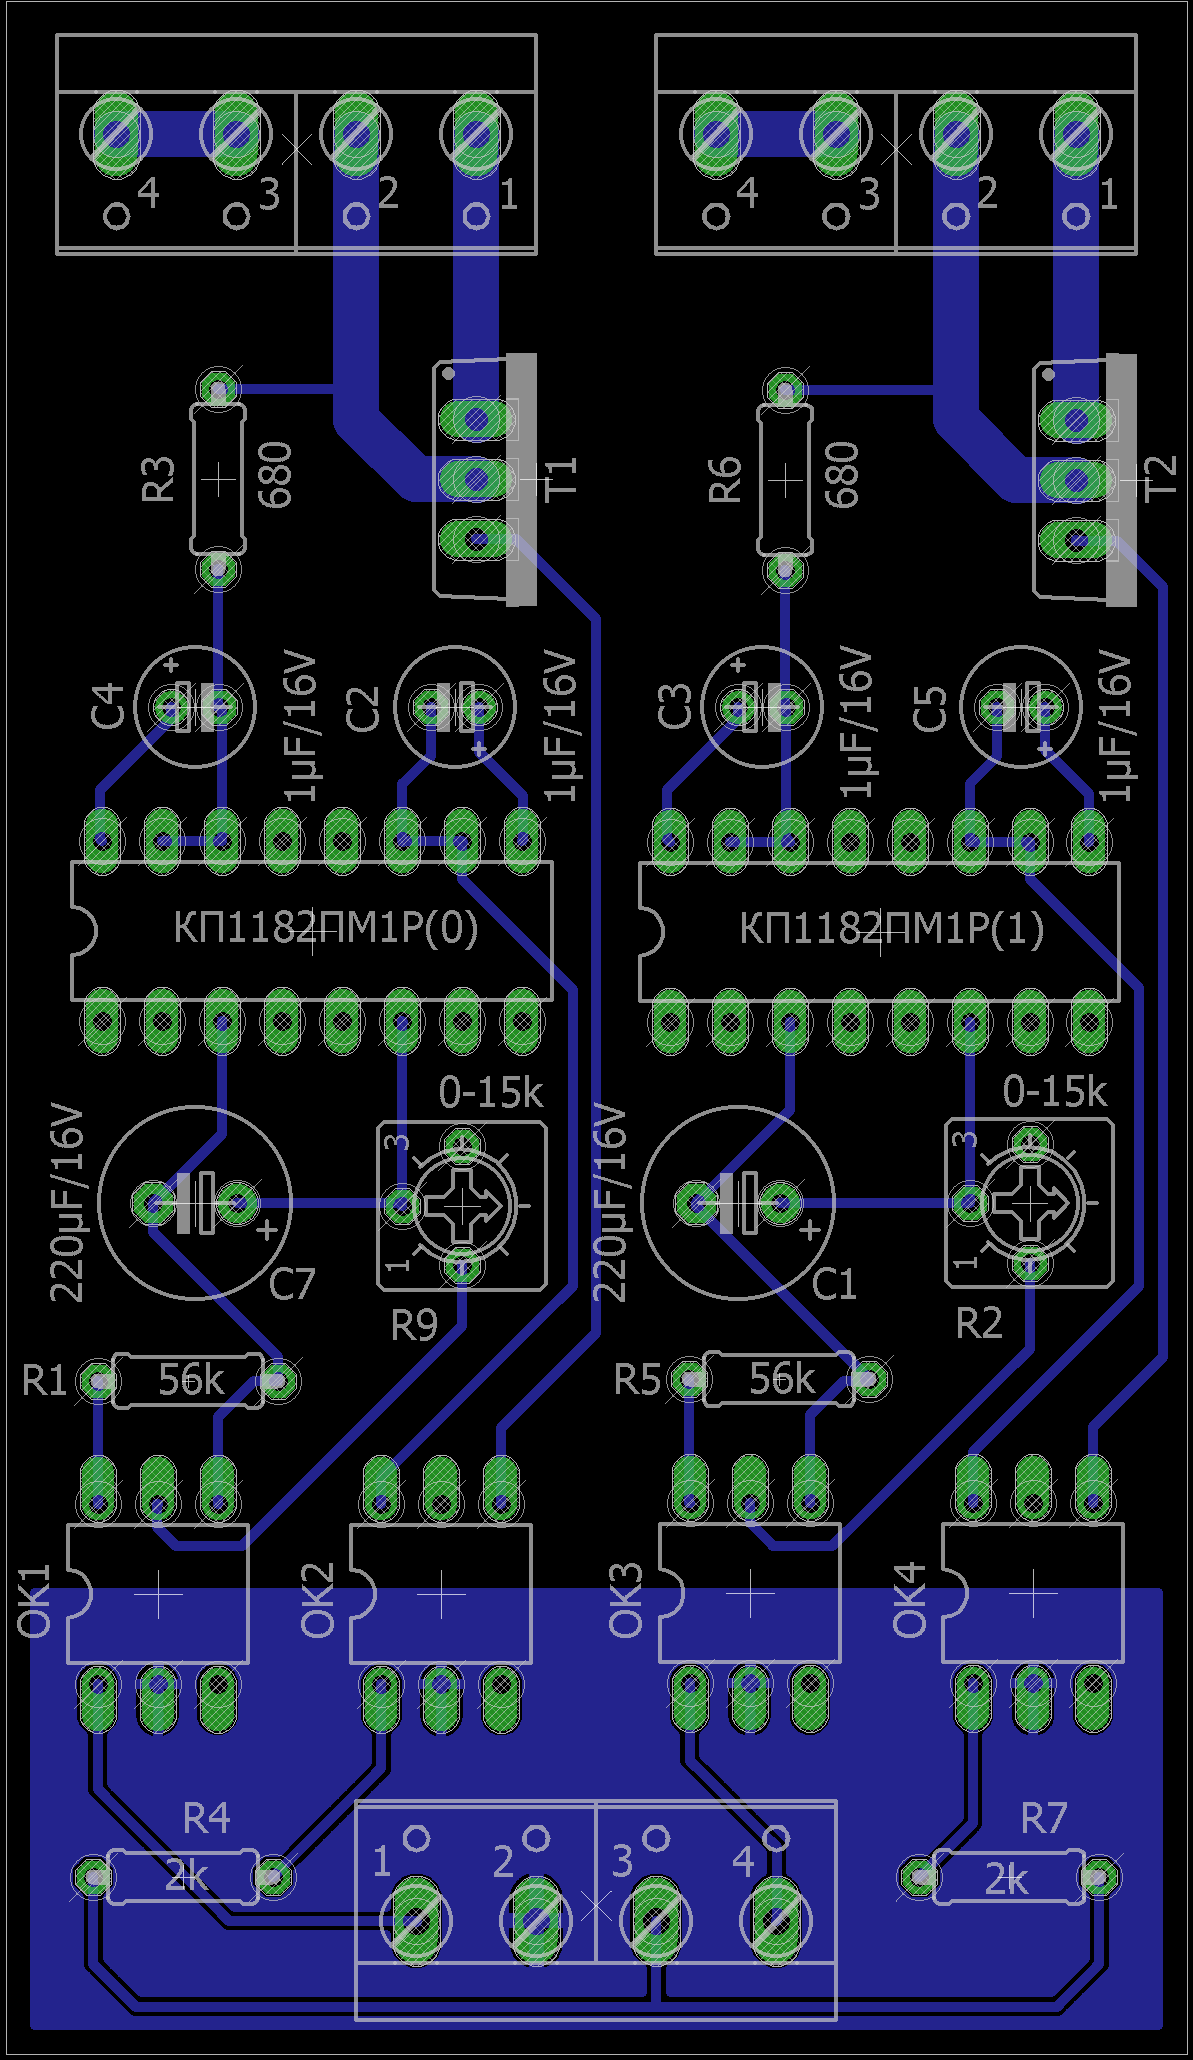 4 3 2 1
4 3 2 1
R3
680
T1
R6
680
T2
C4
+
1µF/16V
C2
+
1µF/16V
C3
+
1µF/16V
C5
+
1µF/16V
КП1182ПМ1Р(0)
КП1182ПМ1Р(1)
220µF/16V
+
C7
0-15k
3
1
R9
220µF/16V
+
C1
0-15k
3
1
R2
R1
56k
R5
56k
OK1
OK2
OK3
OK4
R4
2k
R7
2k
1 2 3 4